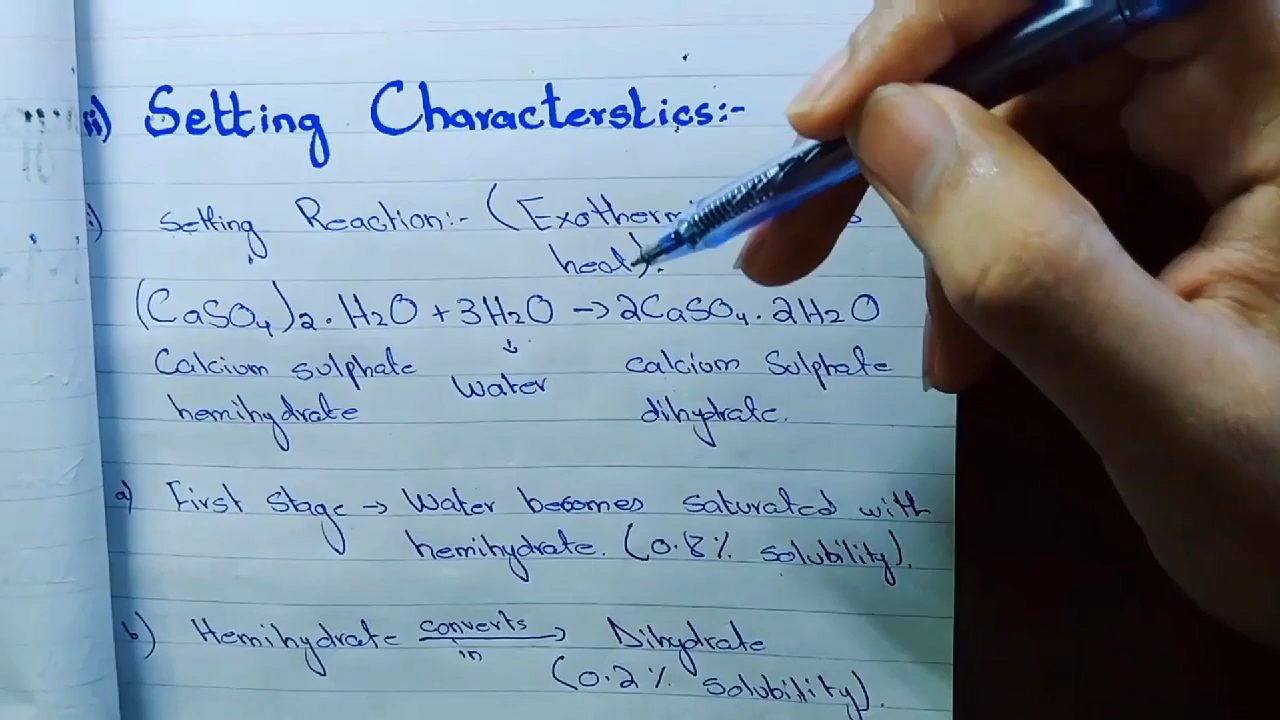 ii) Setting Characterstics:-
i) Setting Reaction:- (Exothermi
heat).
(CaSO4)2.H2O + 3H2O → 2CaSO4.2H2O
↓
Calcium sulphate water calcium Sulphate
hemihydrate dihydrate.
a) First Stage → Water becomes saturated with
hemihydrate. (0.8% solubility).
b) Hemihydrate converts in → Dihydrate
(0.2% solubility).